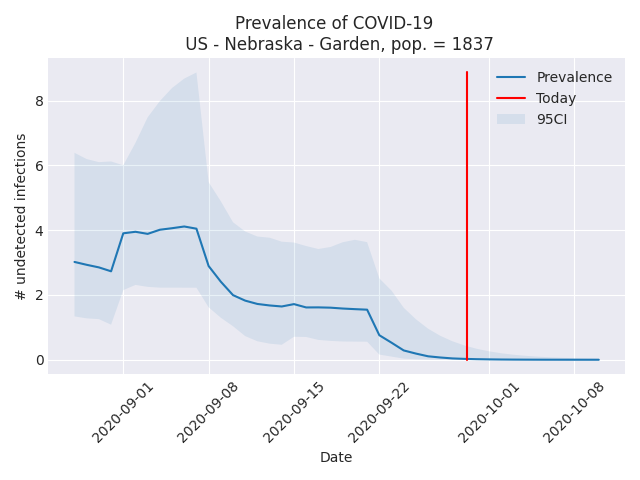 Prevalence of COVID-19
US - Nebraska - Garden, pop. = 1837
Prevalence
Today
95CI
# undetected infections
8
6
4
2
0
2020-09-01
2020-09-08
2020-09-15
2020-09-22
2020-10-01
2020-10-08
Date